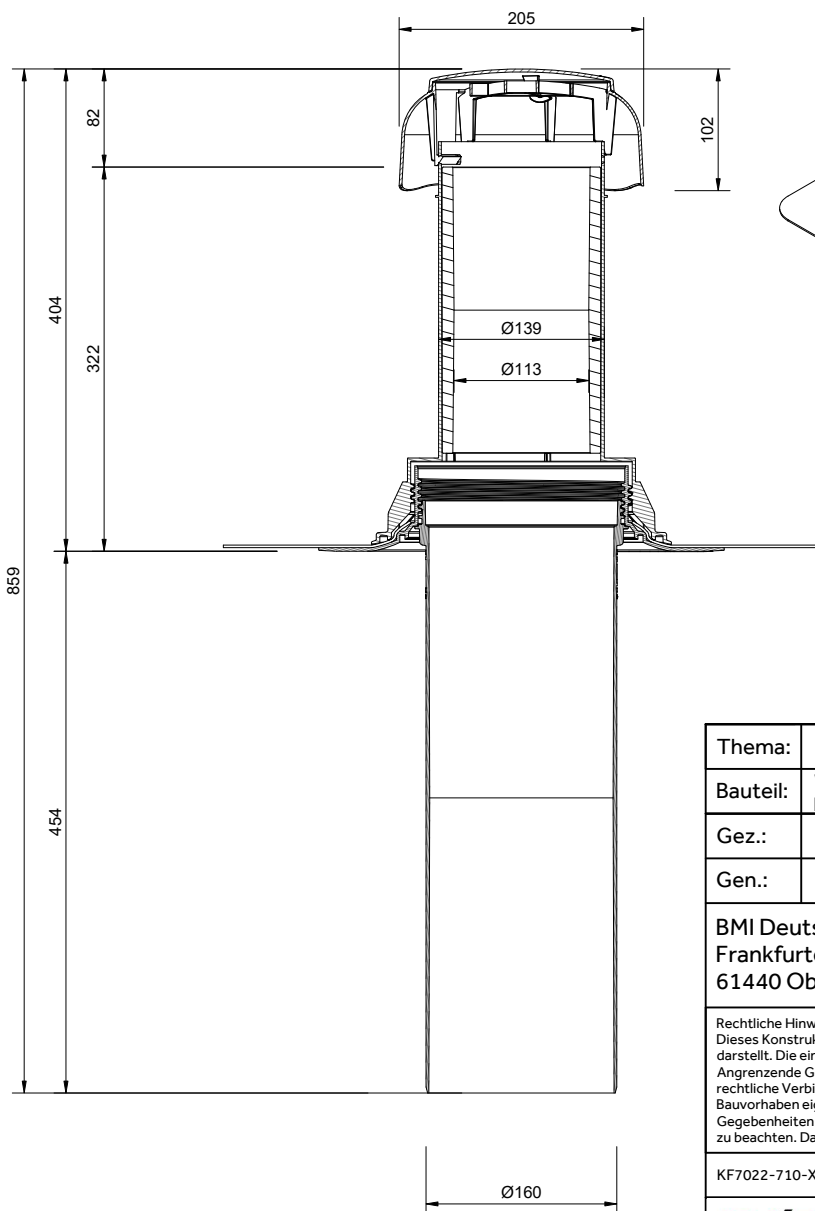 205
82
102
404
322
Ø139
Ø113
859
454
Ø160
Thema:
Bauteil:
Gez.:
Gen.:
BMI Deuts
Frankfurte
61440 Ob
Rechtliche Hinw
Dieses Konstruk
darstellt. Die ein
Angrenzende G
rechtliche Verbi
Bauvorhaben eig
Gegebenheiten
zu beachten. Da
KF7022-710-X